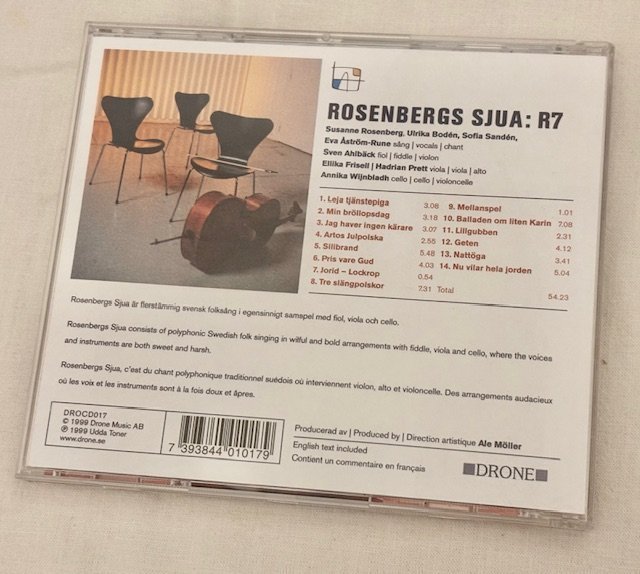 ROSENBERGS SJUA: R7
Susanne Rosenberg, Ulrika Bodén, Sofia Sandén,
Eva Åström-Rune sång | vocals | chant
Sven Ahlbäck fiol | fiddle | violon
Ellika Frisell | Hadrian Prett viola | viola | alto
Annika Wijnbladh cello | cello | violoncelle
1. Leja tjänstepiga 3.08
2. Min bröllopsdag 3.18
3. Jag haver ingen kärare 3.07
4. Artos Julpolska 2.55
5. Silibrand 5.48
6. Pris vare Gud 4.03
7. Jorid – Lockrop 0.54
8. Tre slängpolskor 7.31
9. Mellanspel 1.01
10. Balladen om liten Karin 7.08
11. Liligubben 2.31
12. Geten 4.12
13. Nattöga 3.41
14. Nu vilar hela jorden 5.04
Total 54.23
Rosenbergs Sjua är flerstämmig svensk folksång i egensinnigt samspel med fiol, viola och cello.
Rosenbergs Sjua consists of polyphonic Swedish folk singing in wilful and bold arrangements with fiddle, viola and cello, where the voices
and instruments are both sweet and harsh.
Rosenbergs Sjua, c'est du chant polyphonique traditionnel suédois où interviennent violon, alto et violoncelle. Des arrangements audacieux
où les voix et les instruments sont à la fois doux et âpres.
DROCD017
© 1999 Drone Music AB
℗ 1999 Udda Toner
www.drone.se
7 393844 010179
Producerad av | Produced by | Direction artistique Ale Möller
English text included
Contient un commentaire en français
DRONE